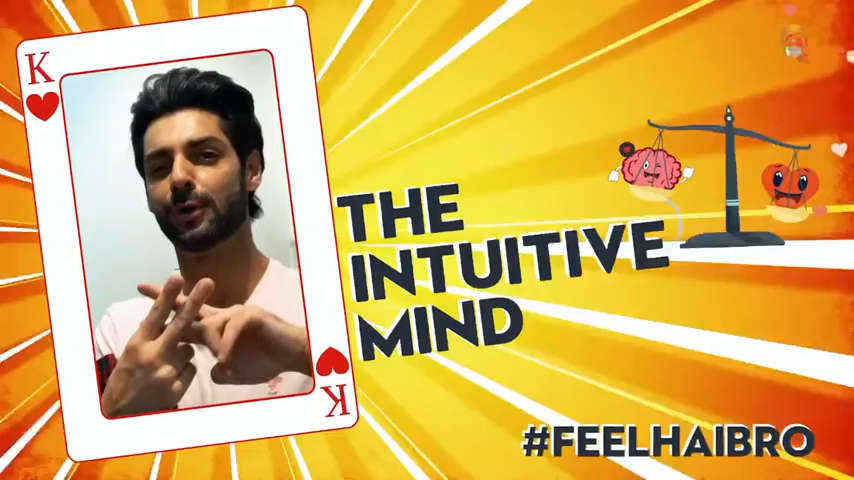 K
THE
INTUITIVE
MIND
K
#FEELHAIBRO